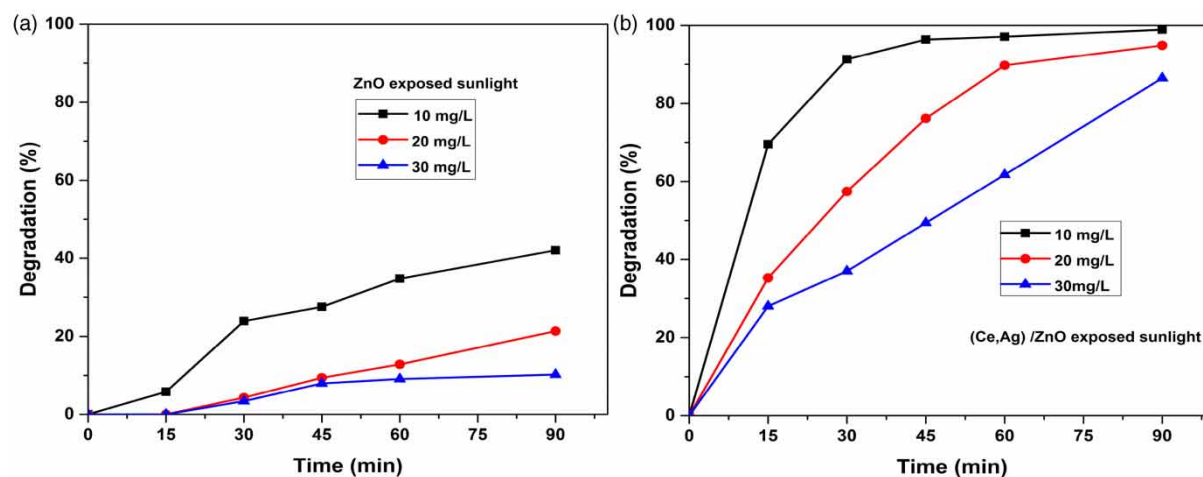 (a)
Degradation (%)
100
80
60
40
20
0
ZnO exposed sunlight
10 mg/L
20 mg/L
30 mg/L
0 15 30 45 60 75 90
Time (min)
(b)
Degradation (%)
100
80
60
40
20
0
10 mg/L
20 mg/L
30mg/L
(Ce,Ag) /ZnO exposed sunlight
0 15 30 45 60 75 90
Time (min)